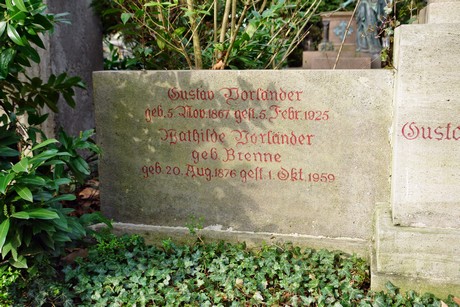 Gustav Vorländer
geb. 5. Nov. 1867 gest. 5. Febr. 1925
Mathilde Vorländer
geb. Brenne
geb. 20. Aug. 1876 gest. 1. Okt. 1959
Gusta